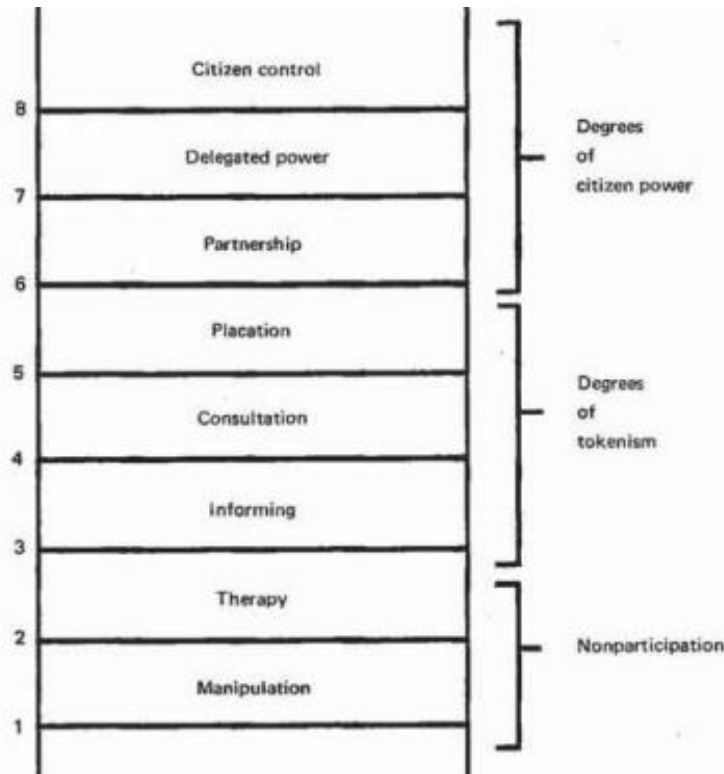 Citizen control
8
Delegated power
7
Partnership
6
Placation
5
Consultation
4
Informing
3
Therapy
2
Manipulation
1
Degrees
of
citizen power
Degrees
of
tokenism
Nonparticipation